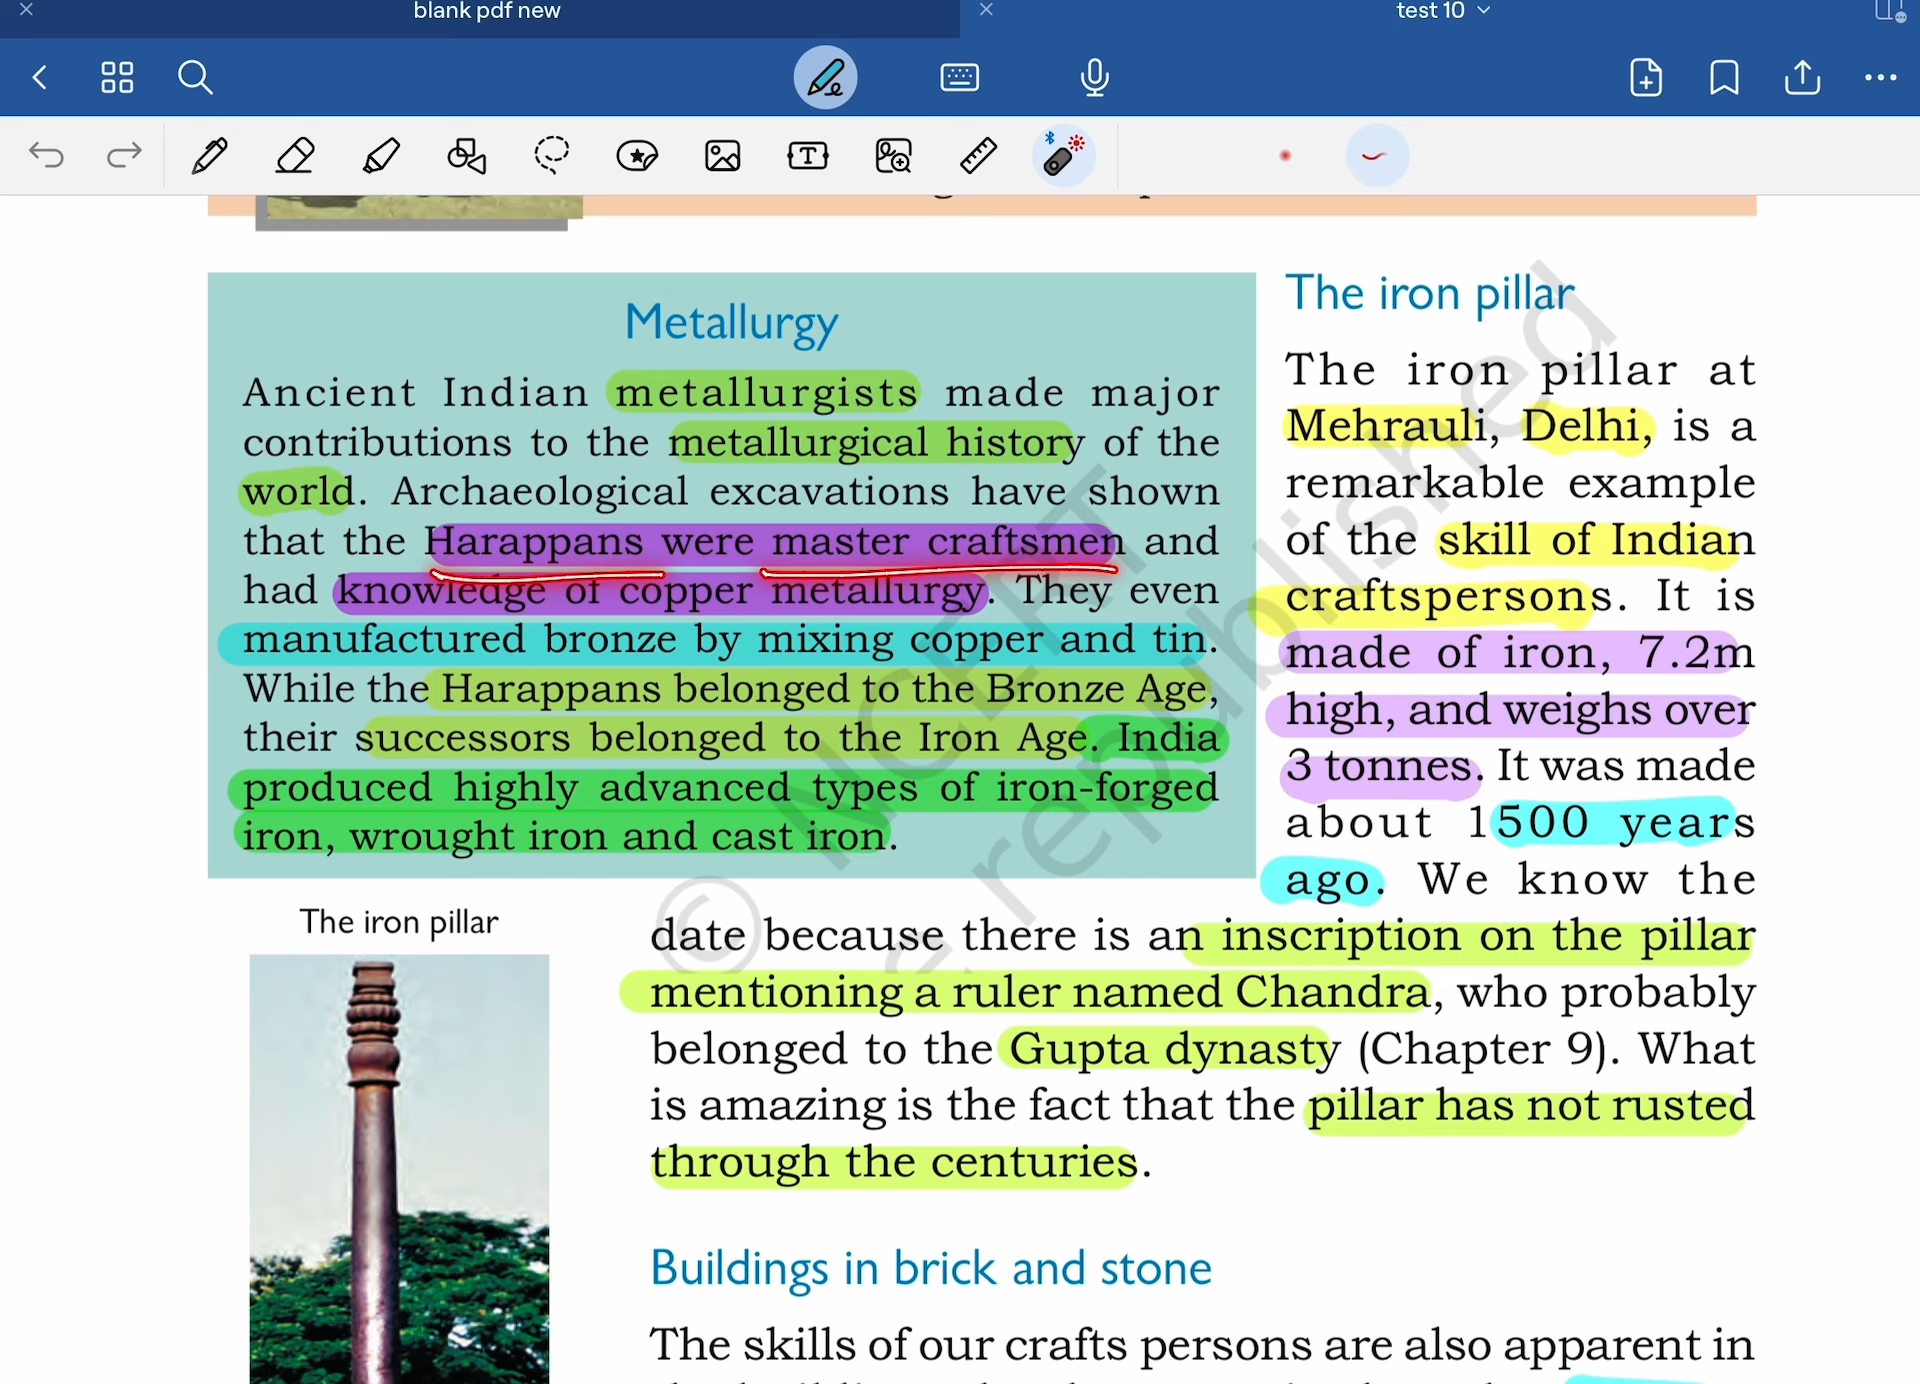 blank pdf new
test 10
Metallurgy
Ancient Indian metallurgists made major
contributions to the metallurgical history of the
world. Archaeological excavations have shown
that the Harappans were master craftsmen and
had knowledge of copper metallurgy. They even
manufactured bronze by mixing copper and tin.
While the Harappans belonged to the Bronze Age,
their successors belonged to the Iron Age. India
produced highly advanced types of iron-forged
iron, wrought iron and cast iron.
The iron pillar
The iron pillar at
Mehrauli, Delhi, is a
remarkable example
of the skill of Indian
craftspersons. It is
made of iron, 7.2m
high, and weighs over
3 tonnes. It was made
about 1500 years
ago. We know the
date because there is an inscription on the pillar
mentioning a ruler named Chandra, who probably
belonged to the Gupta dynasty (Chapter 9). What
is amazing is the fact that the pillar has not rusted
through the centuries.
The iron pillar
Buildings in brick and stone
The skills of our crafts persons are also apparent in
© NCERT
republished